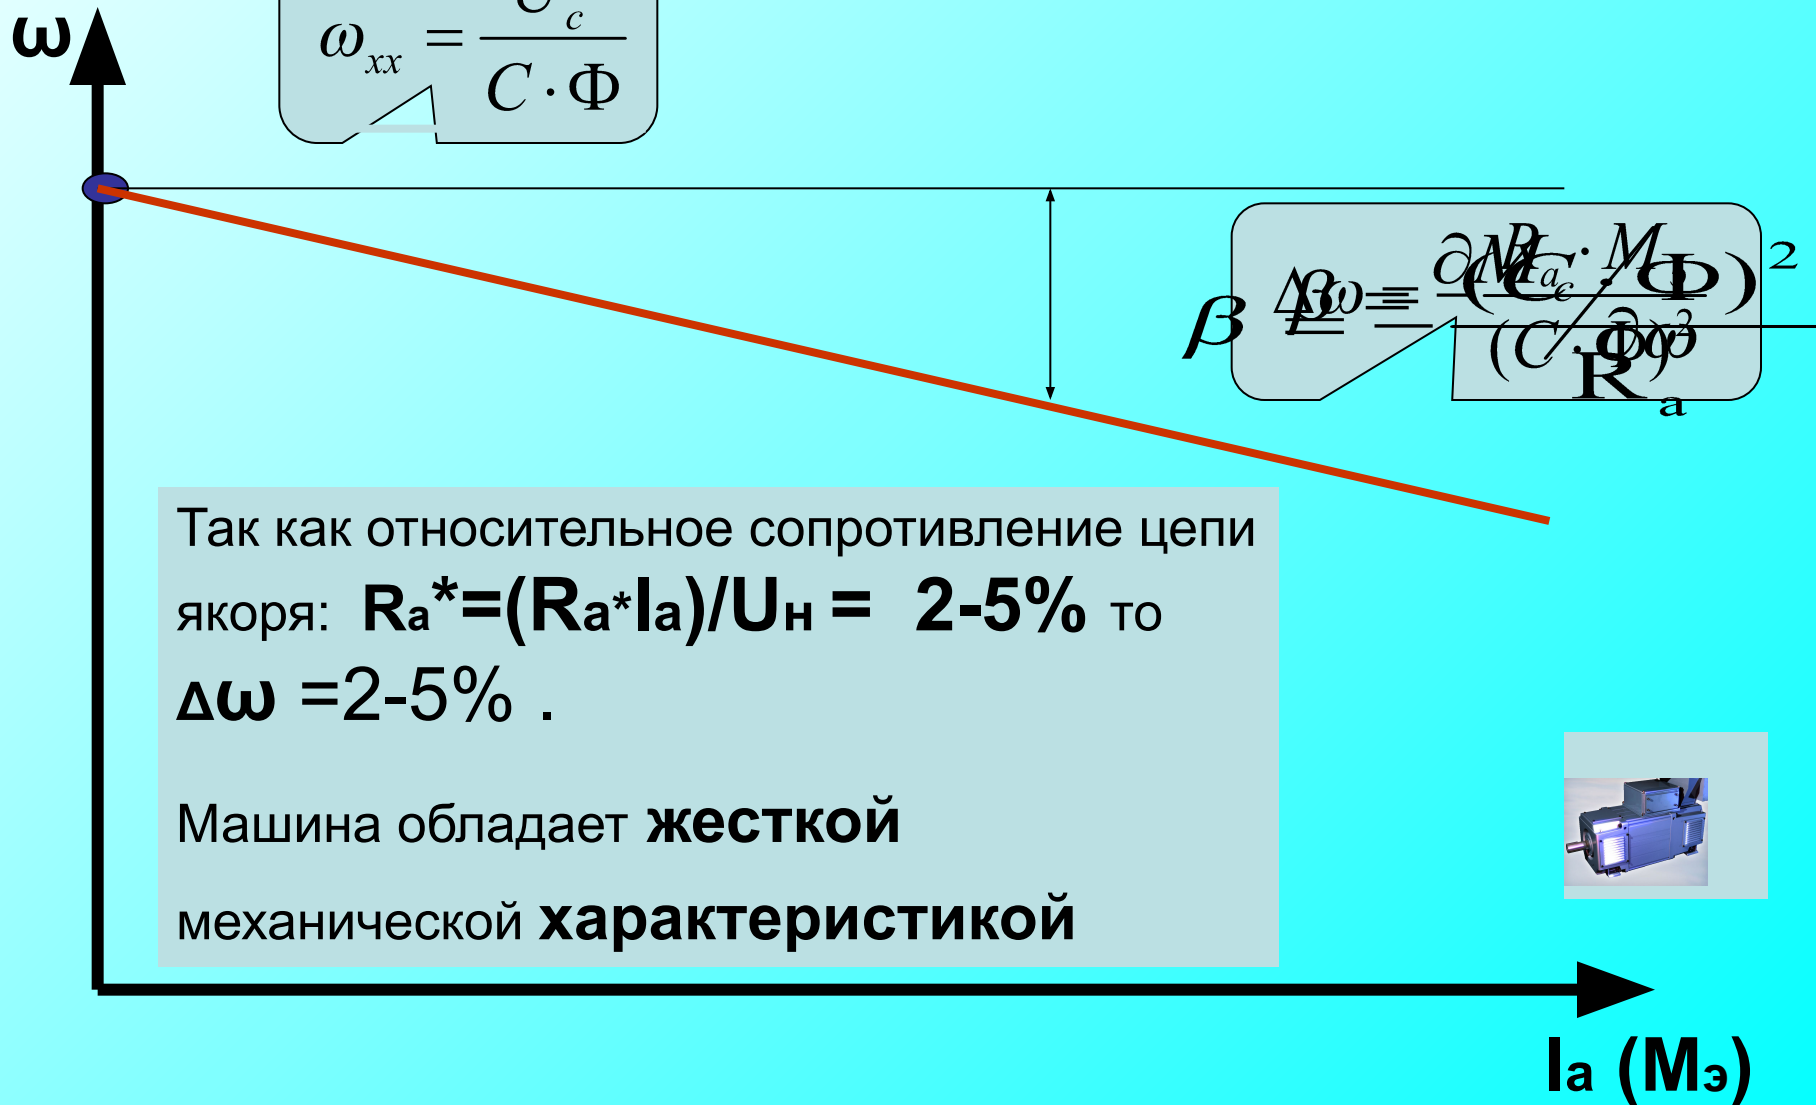 ω
ω_xx = U_c / (C · Φ)
Так как относительное сопротивление цепи
якоря: Ra*=(Ra*Ia)/Uн = 2-5% то
Δω =2-5% .
Машина обладает жесткой
механической характеристикой
Ia (Mэ)